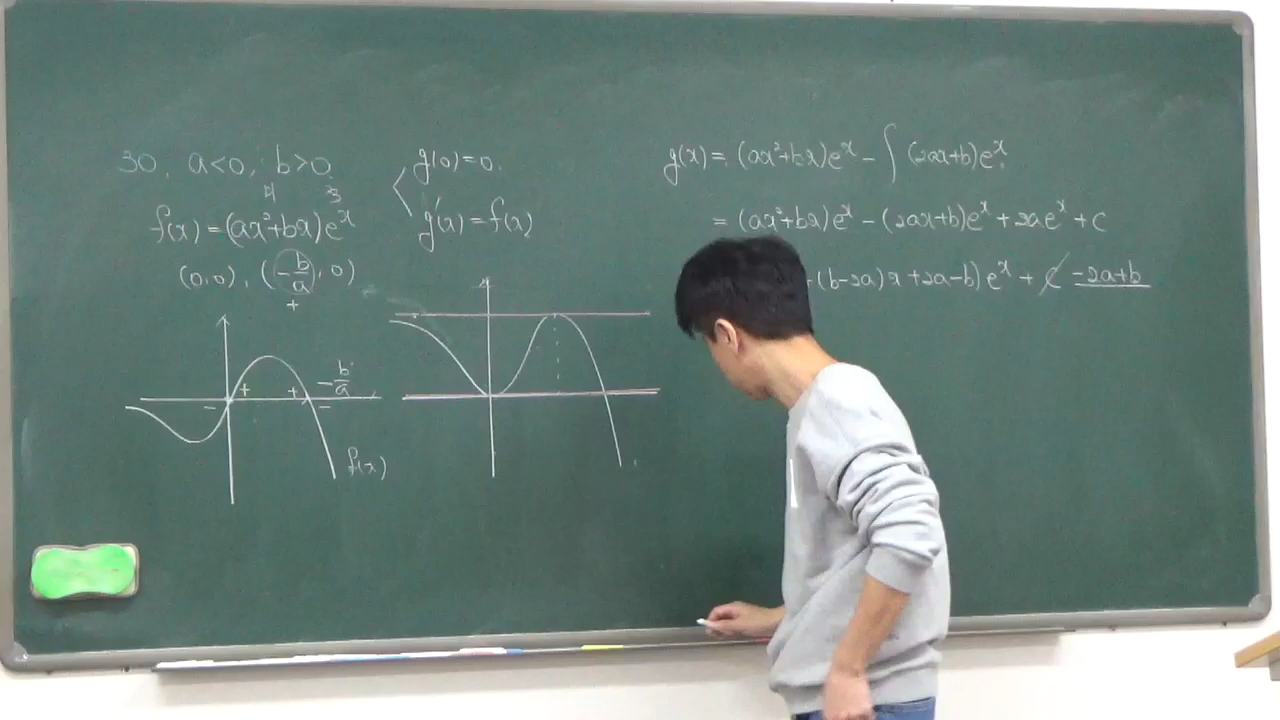 30. a<0, b>0.
f(x) = (ax²+bx)eˣ
(0,0), (-b/a, 0)
+
g(0)=0.
g'(x)=f(x)
g(x) = (ax²+bx)eˣ - ∫(2ax+b)eˣ
= (ax²+bx)eˣ - (2ax+b)eˣ + 2aeˣ + C
(b-2a)x+2a-b)eˣ + C -2a+b
+ + -b/a
- -
f(x)